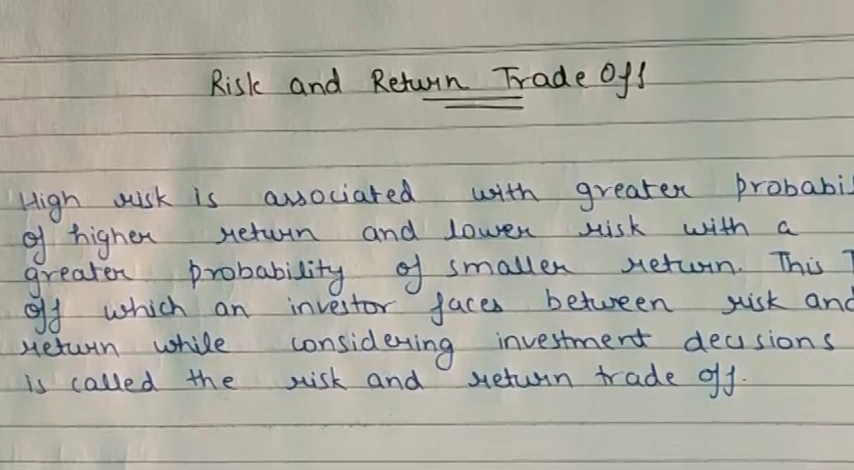 Risk and Return Trade Off
High risk is associated with greater probabi
of higher return and lower risk with a
greater probability of smaller return. This T
off which an investor faces between risk and
return while considering investment decisions
is called the risk and return trade off.